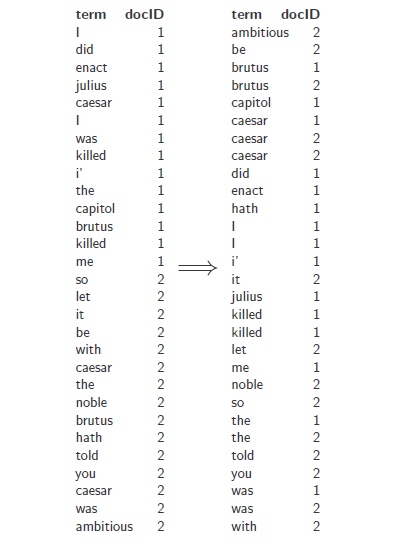 term docID term docID
I 1 ambitious 2
did 1 be 2
enact 1 brutus 1
julius 1 brutus 2
caesar 1 capitol 1
I 1 caesar 1
was 1 caesar 2
killed 1 caesar 2
i' 1 did 1
the 1 enact 1
capitol 1 hath 1
brutus 1 I 1
killed 1 I 1
me 1 ⇒ i' 1
so 2 it 2
let 2 julius 1
it 2 killed 1
be 2 killed 1
with 2 let 2
caesar 2 me 1
the 2 noble 2
noble 2 so 2
brutus 2 the 1
hath 2 the 2
told 2 told 2
you 2 you 2
caesar 2 was 1
was 2 was 2
ambitious 2 with 2